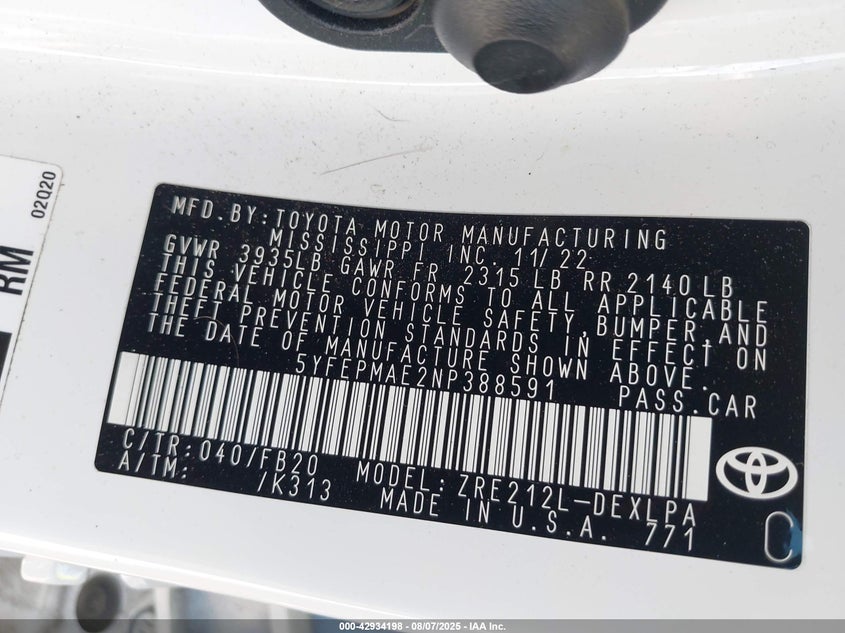 02Q20
RM
MFD.BY:TOYOTA MOTOR MANUFACTURING
MISSISSIPPI INC. 11/22
GVWR 3935LB GAWR FR 2315 LB RR 2140 LB
THIS VEHICLE CONFORMS TO ALL APPLICABLE
FEDERAL MOTOR VEHICLE SAFETY,BUMPER,AND
THEFT PREVENTION STANDARDS IN EFFECT ON
THE DATE OF MANUFACTURE SHOWN ABOVE.
5YFEPMAE2NP388591 PASS.CAR
C/TR:040/FB20 MODEL:ZRE212L-DEXLPA
A/TM: /K313 MADE IN U.S.A. 771
C
000-42934198 - 08/07/2025 - IAA Inc.